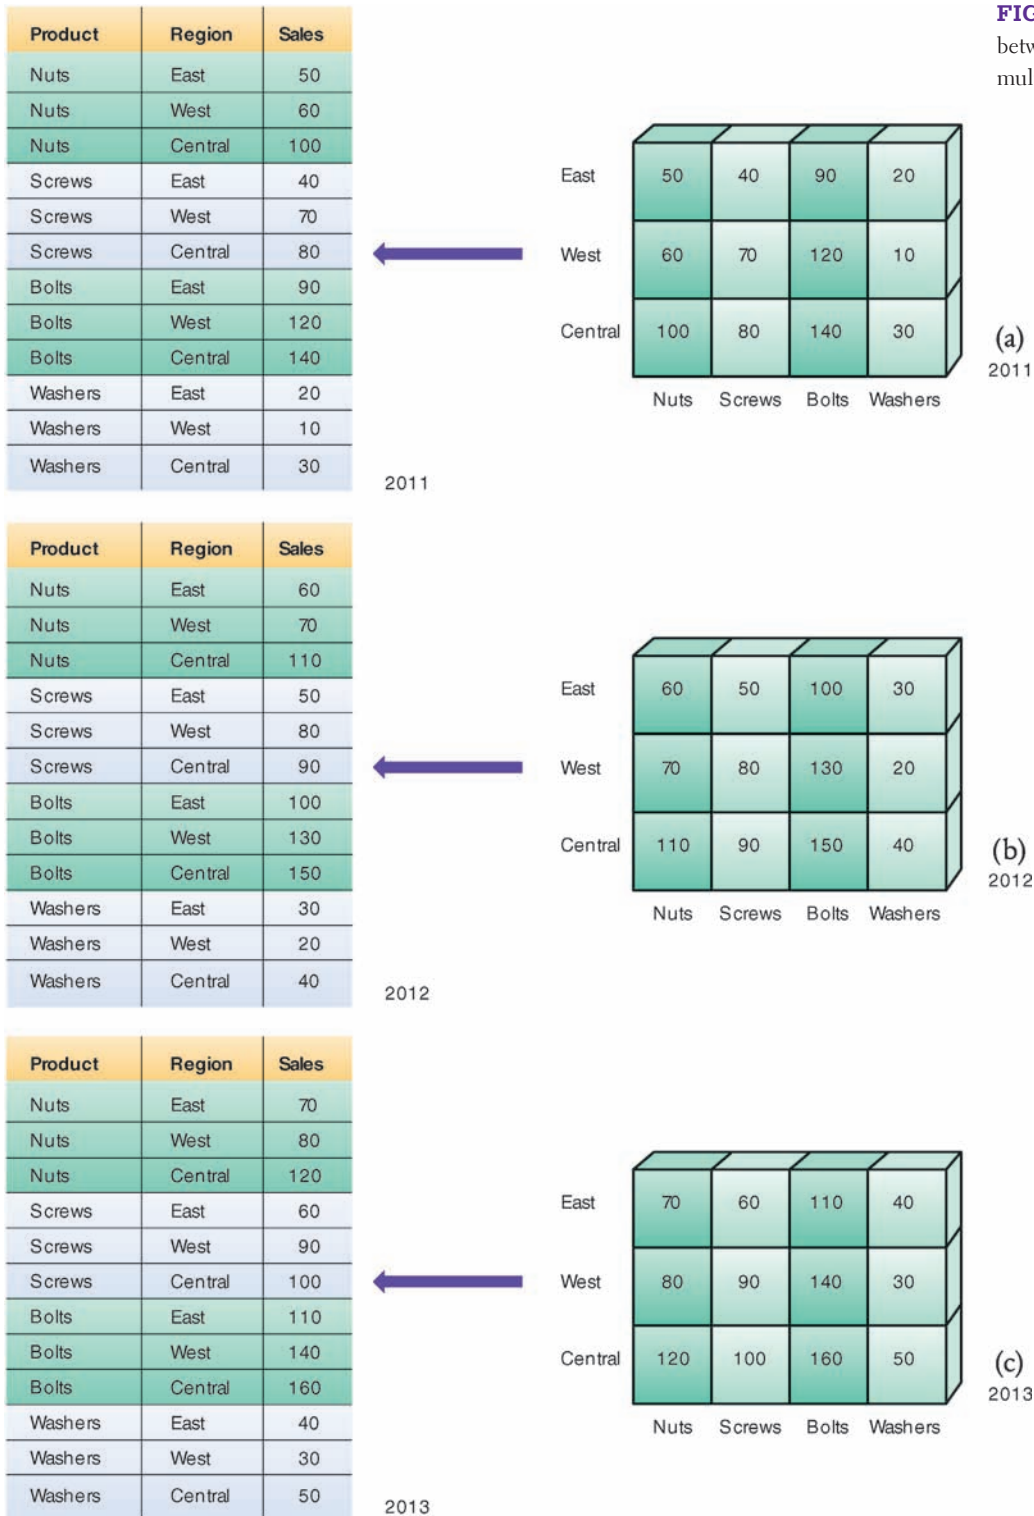 FIG
betw
mul
Product Region Sales
Nuts East 50
Nuts West 60
Nuts Central 100
Screws East 40
Screws West 70
Screws Central 80
Bolts East 90
Bolts West 120
Bolts Central 140
Washers East 20
Washers West 10
Washers Central 30
2011
East 50 40 90 20
West 60 70 120 10
Central 100 80 140 30
Nuts Screws Bolts Washers
(a)
2011
Product Region Sales
Nuts East 60
Nuts West 70
Nuts Central 110
Screws East 50
Screws West 80
Screws Central 90
Bolts East 100
Bolts West 130
Bolts Central 150
Washers East 30
Washers West 20
Washers Central 40
2012
East 60 50 100 30
West 70 80 130 20
Central 110 90 150 40
Nuts Screws Bolts Washers
(b)
2012
Product Region Sales
Nuts East 70
Nuts West 80
Nuts Central 120
Screws East 60
Screws West 90
Screws Central 100
Bolts East 110
Bolts West 140
Bolts Central 160
Washers East 40
Washers West 30
Washers Central 50
2013
East 70 60 110 40
West 80 90 140 30
Central 120 100 160 50
Nuts Screws Bolts Washers
(c)
2013